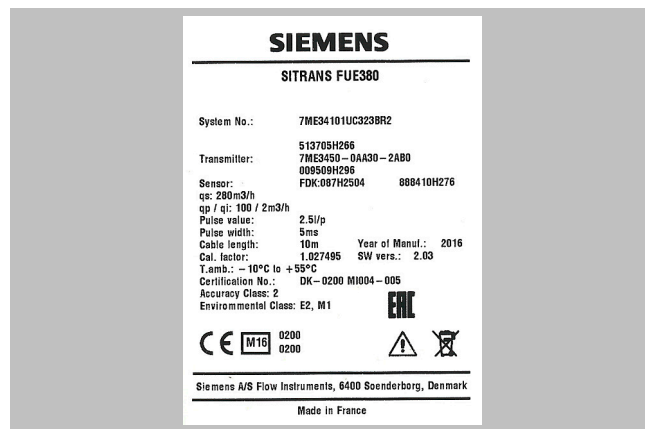 SIEMENS
SITRANS FUE380
System No.: 7ME34101UC323BR2
513705H266
Transmitter: 7ME3450-0AA30-2AB0
009509H296
Sensor: FDK:087H2504 888410H276
qs: 280m3/h
qp / qi: 100 / 2m3/h
Pulse value: 2.5l/p
Pulse width: 5ms
Cable length: 10m Year of Manuf.: 2016
Cal. factor: 1.027495 SW vers.: 2.03
T.amb.: -10°C to +55°C
Certification No.: DK-0200 MI004-005
Accuracy Class: 2
Environmental Class: E2, M1
EAC
CE M16 0200
0200
Siemens A/S Flow Instruments, 6400 Soenderborg, Denmark
Made in France